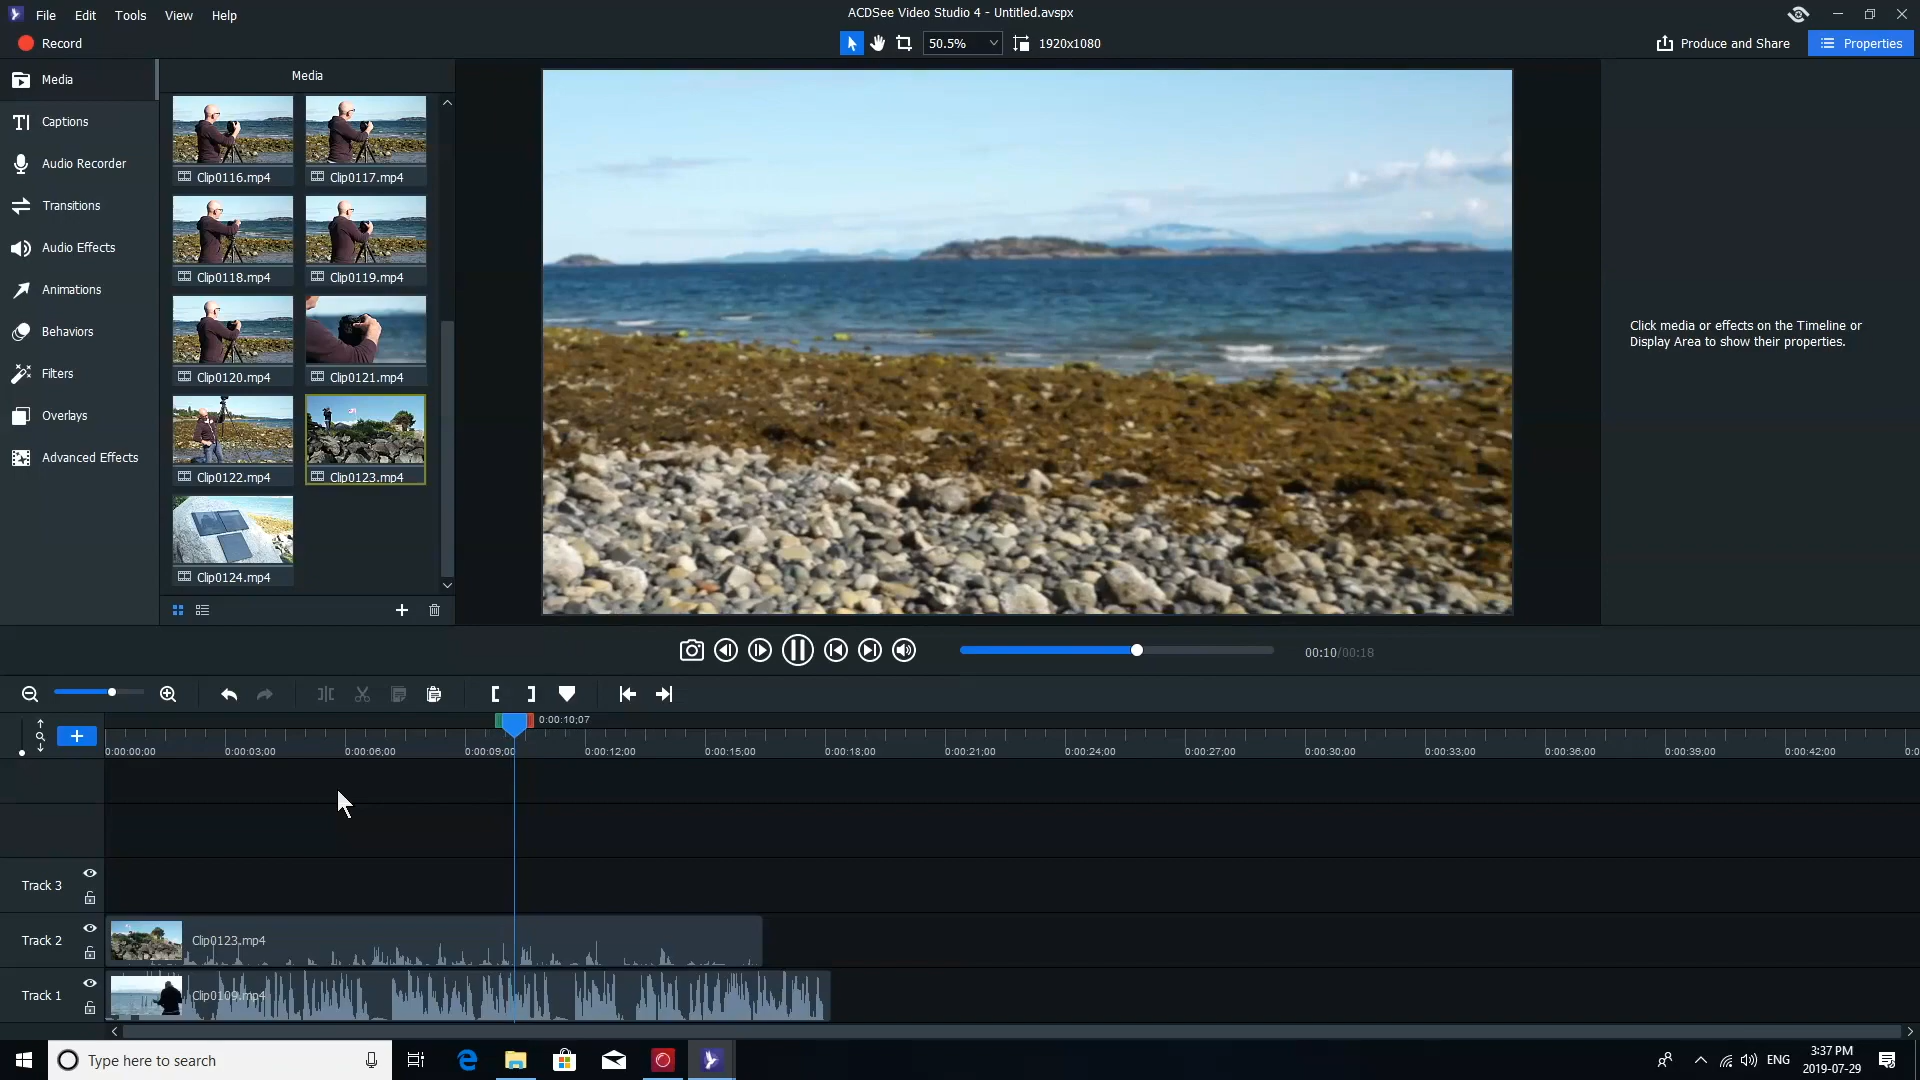 File Edit Tools View Help
ACDSee Video Studio 4 - Untitled.avspx
Record
50.5%
1920x1080
Produce and Share
Properties
Media
Captions
Audio Recorder
Transitions
Audio Effects
Animations
Behaviors
Filters
Overlays
Advanced Effects
Media
Clip0116.mp4 Clip0117.mp4
Clip0118.mp4 Clip0119.mp4
Clip0120.mp4 Clip0121.mp4
Clip0122.mp4 Clip0123.mp4
Clip0124.mp4
Click media or effects on the Timeline or
Display Area to show their properties.
00:10/00:18
0:00:10;07
0:00:00;00 0:00:03;00 0:00:06;00 0:00:09;00 0:00:12;00 0:00:15;00 0:00:18;00 0:00:21;00 0:00:24;00 0:00:27;00 0:00:30;00 0:00:33;00 0:00:36;00 0:00:39;00 0:00:42;00
Track 3
Track 2 Clip0123.mp4
Track 1 Clip0109.mp4
Type here to search
ENG
3:37 PM
2019-07-29